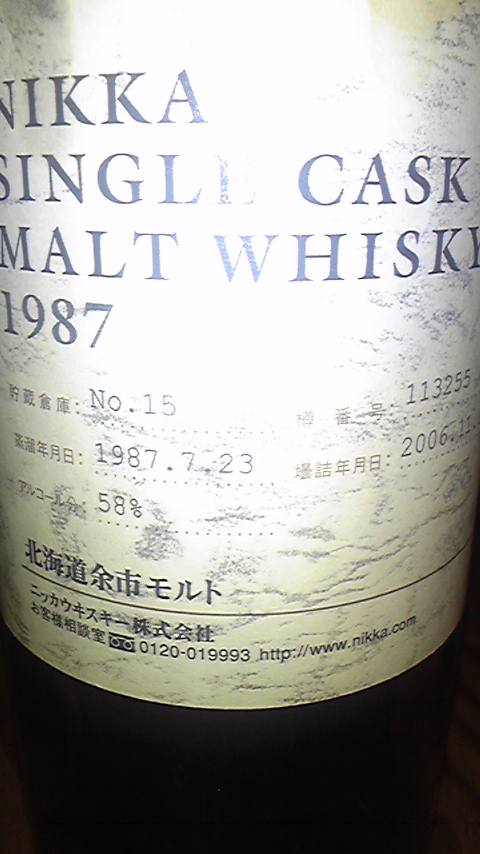 NIKKA
SINGLE CASK
MALT WHISKY
1987
貯蔵倉庫: No.15 樽番号: 113255
蒸溜年月日: 1987.7.23 壜詰年月日: 2006.11.
アルコール分: 58%
北海道余市モルト
ニッカウヰスキー株式会社
お客様相談室 0120-019993 http://www.nikka.com